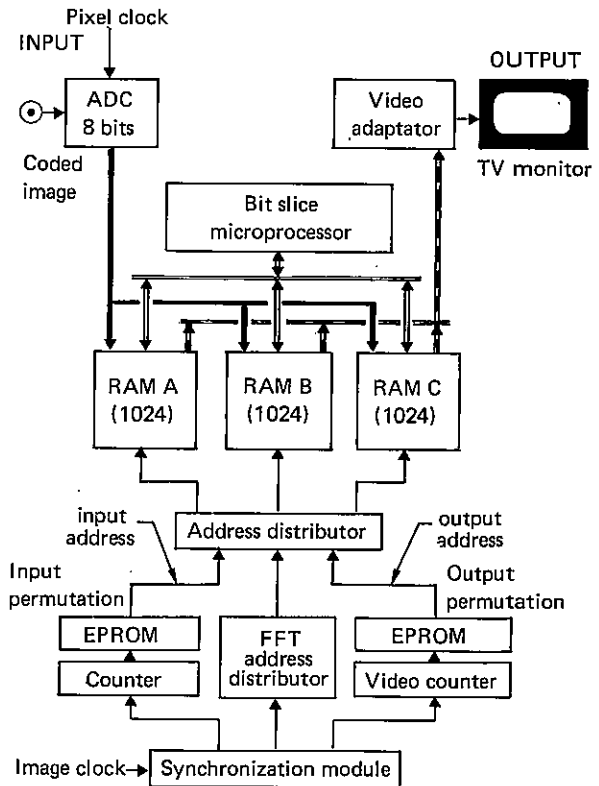 Pixel clock
INPUT
OUTPUT
ADC
8 bits
Video
adaptator
Coded
image
TV monitor
Bit slice
microprocessor
RAM A
(1024)
RAM B
(1024)
RAM C
(1024)
input
address
Address distributor
output
address
Input
permutation
Output
permutation
EPROM
FFT
address
distributor
EPROM
Counter
Video counter
Image clock
Synchronization module